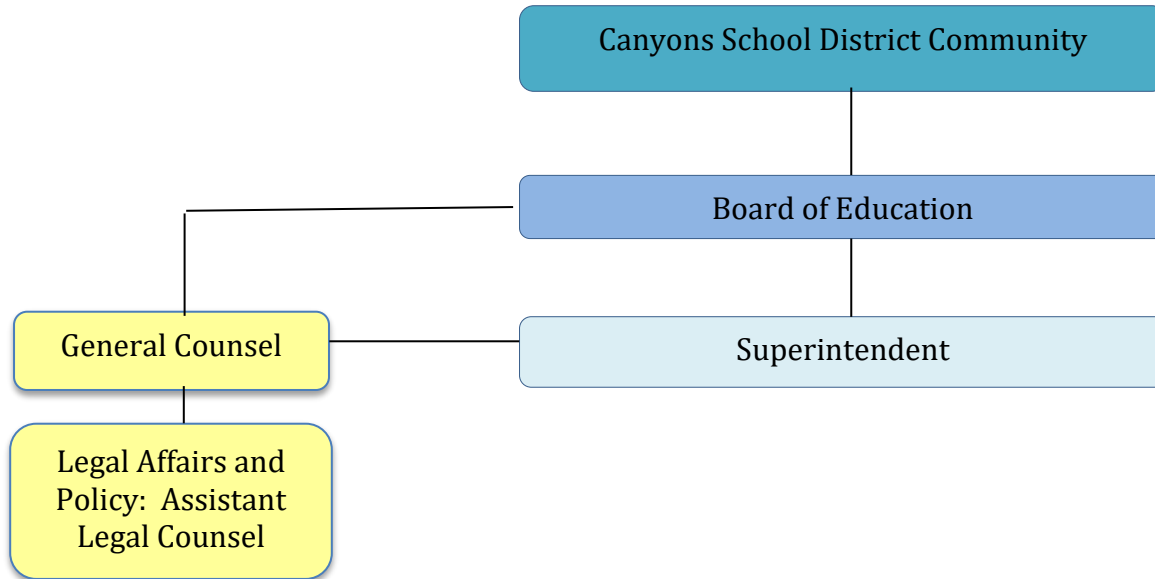 Canyons School District Community
Board of Education
General Counsel
Superintendent
Legal Affairs and
Policy:  Assistant
Legal Counsel